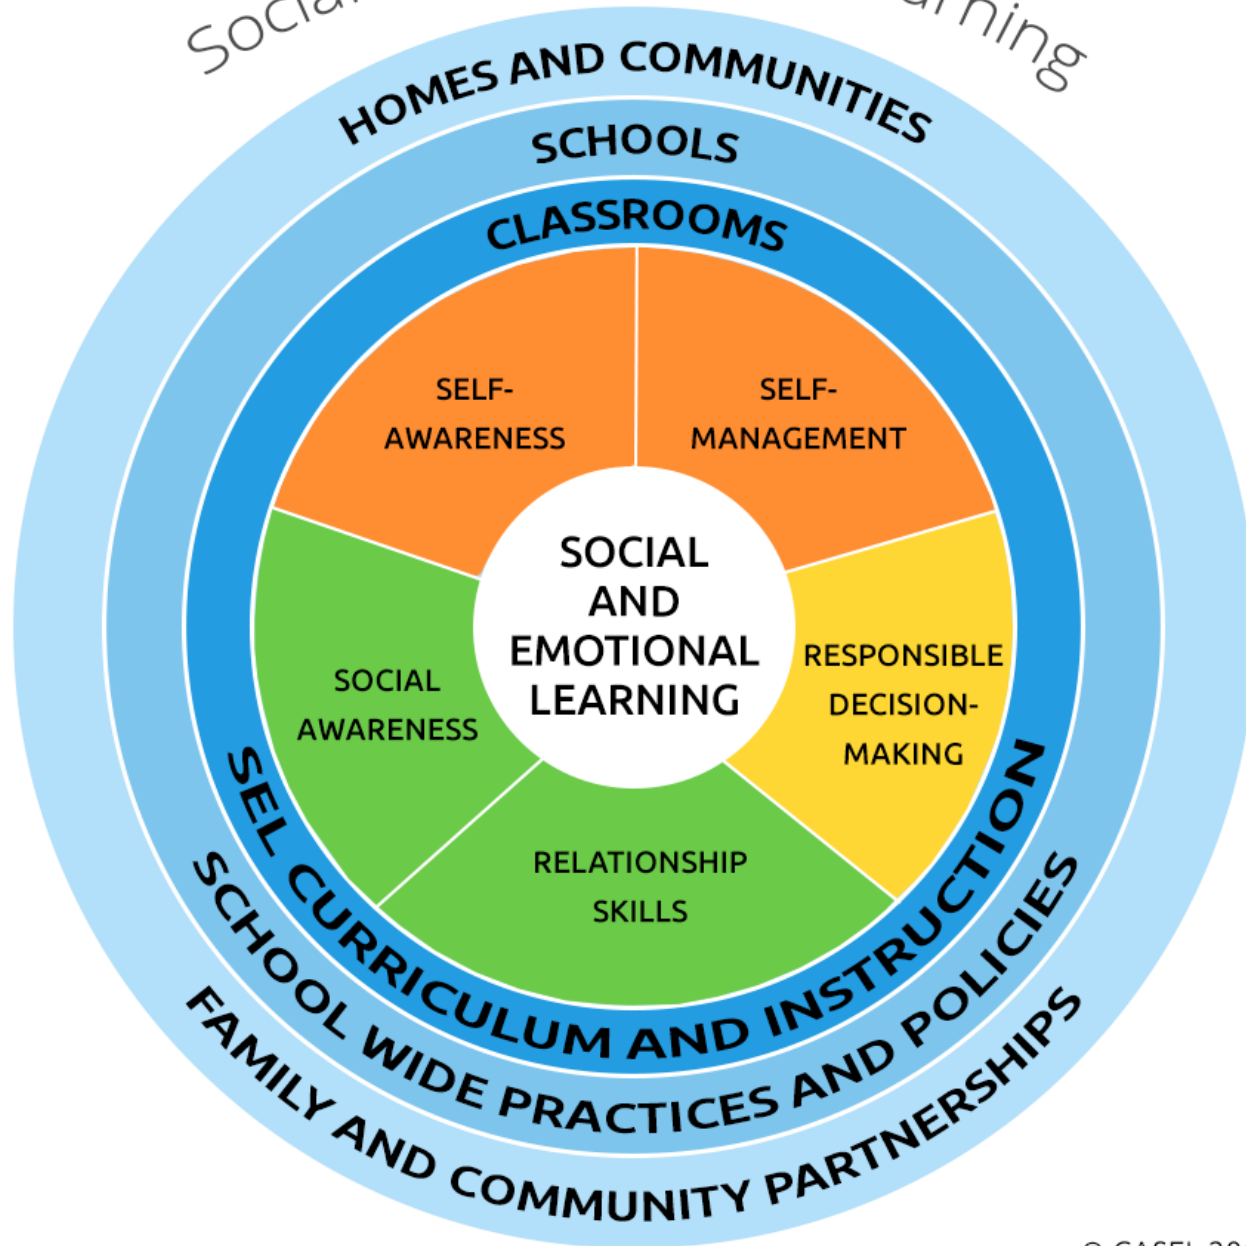 HOMES AND COMMUNITIES
SCHOOLS
CLASSROOMS
SELF-
AWARENESS
SELF-
MANAGEMENT
SOCIAL
AND
EMOTIONAL
LEARNING
SOCIAL
AWARENESS
RESPONSIBLE
DECISION-
MAKING
RELATIONSHIP
SKILLS
SEL CURRICULUM AND INSTRUCTION
SCHOOL WIDE PRACTICES AND POLICIES
FAMILY AND COMMUNITY PARTNERSHIPS